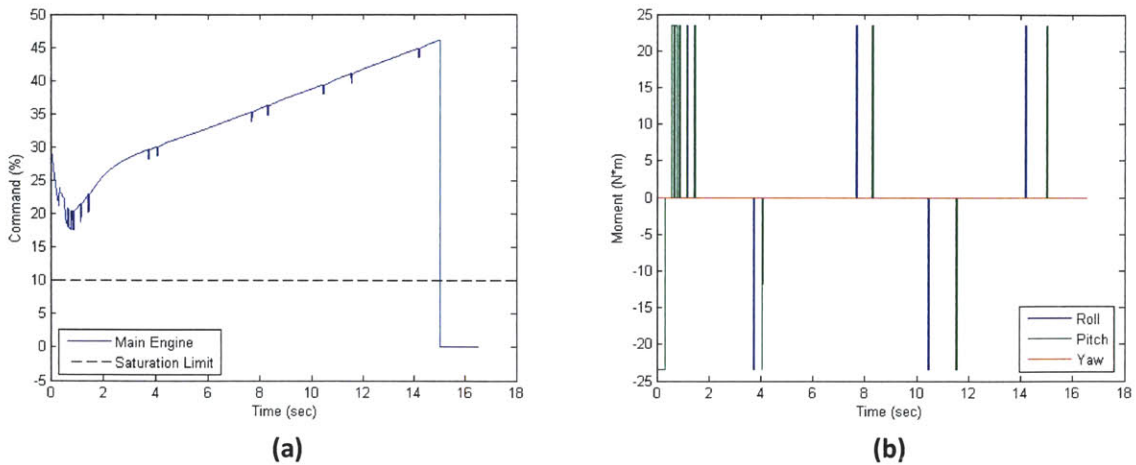 50
45
40
35
30
25
20
15
10
5
0
-5
Command (%)
0 2 4 6 8 10 12 14 16 18
Time (sec)
Main Engine
Saturation Limit
(a)
25
20
15
10
5
0
-5
-10
-15
-20
-25
Moment (N*m)
0 2 4 6 8 10 12 14 16 18
Time (sec)
Roll
Pitch
Yaw
(b)